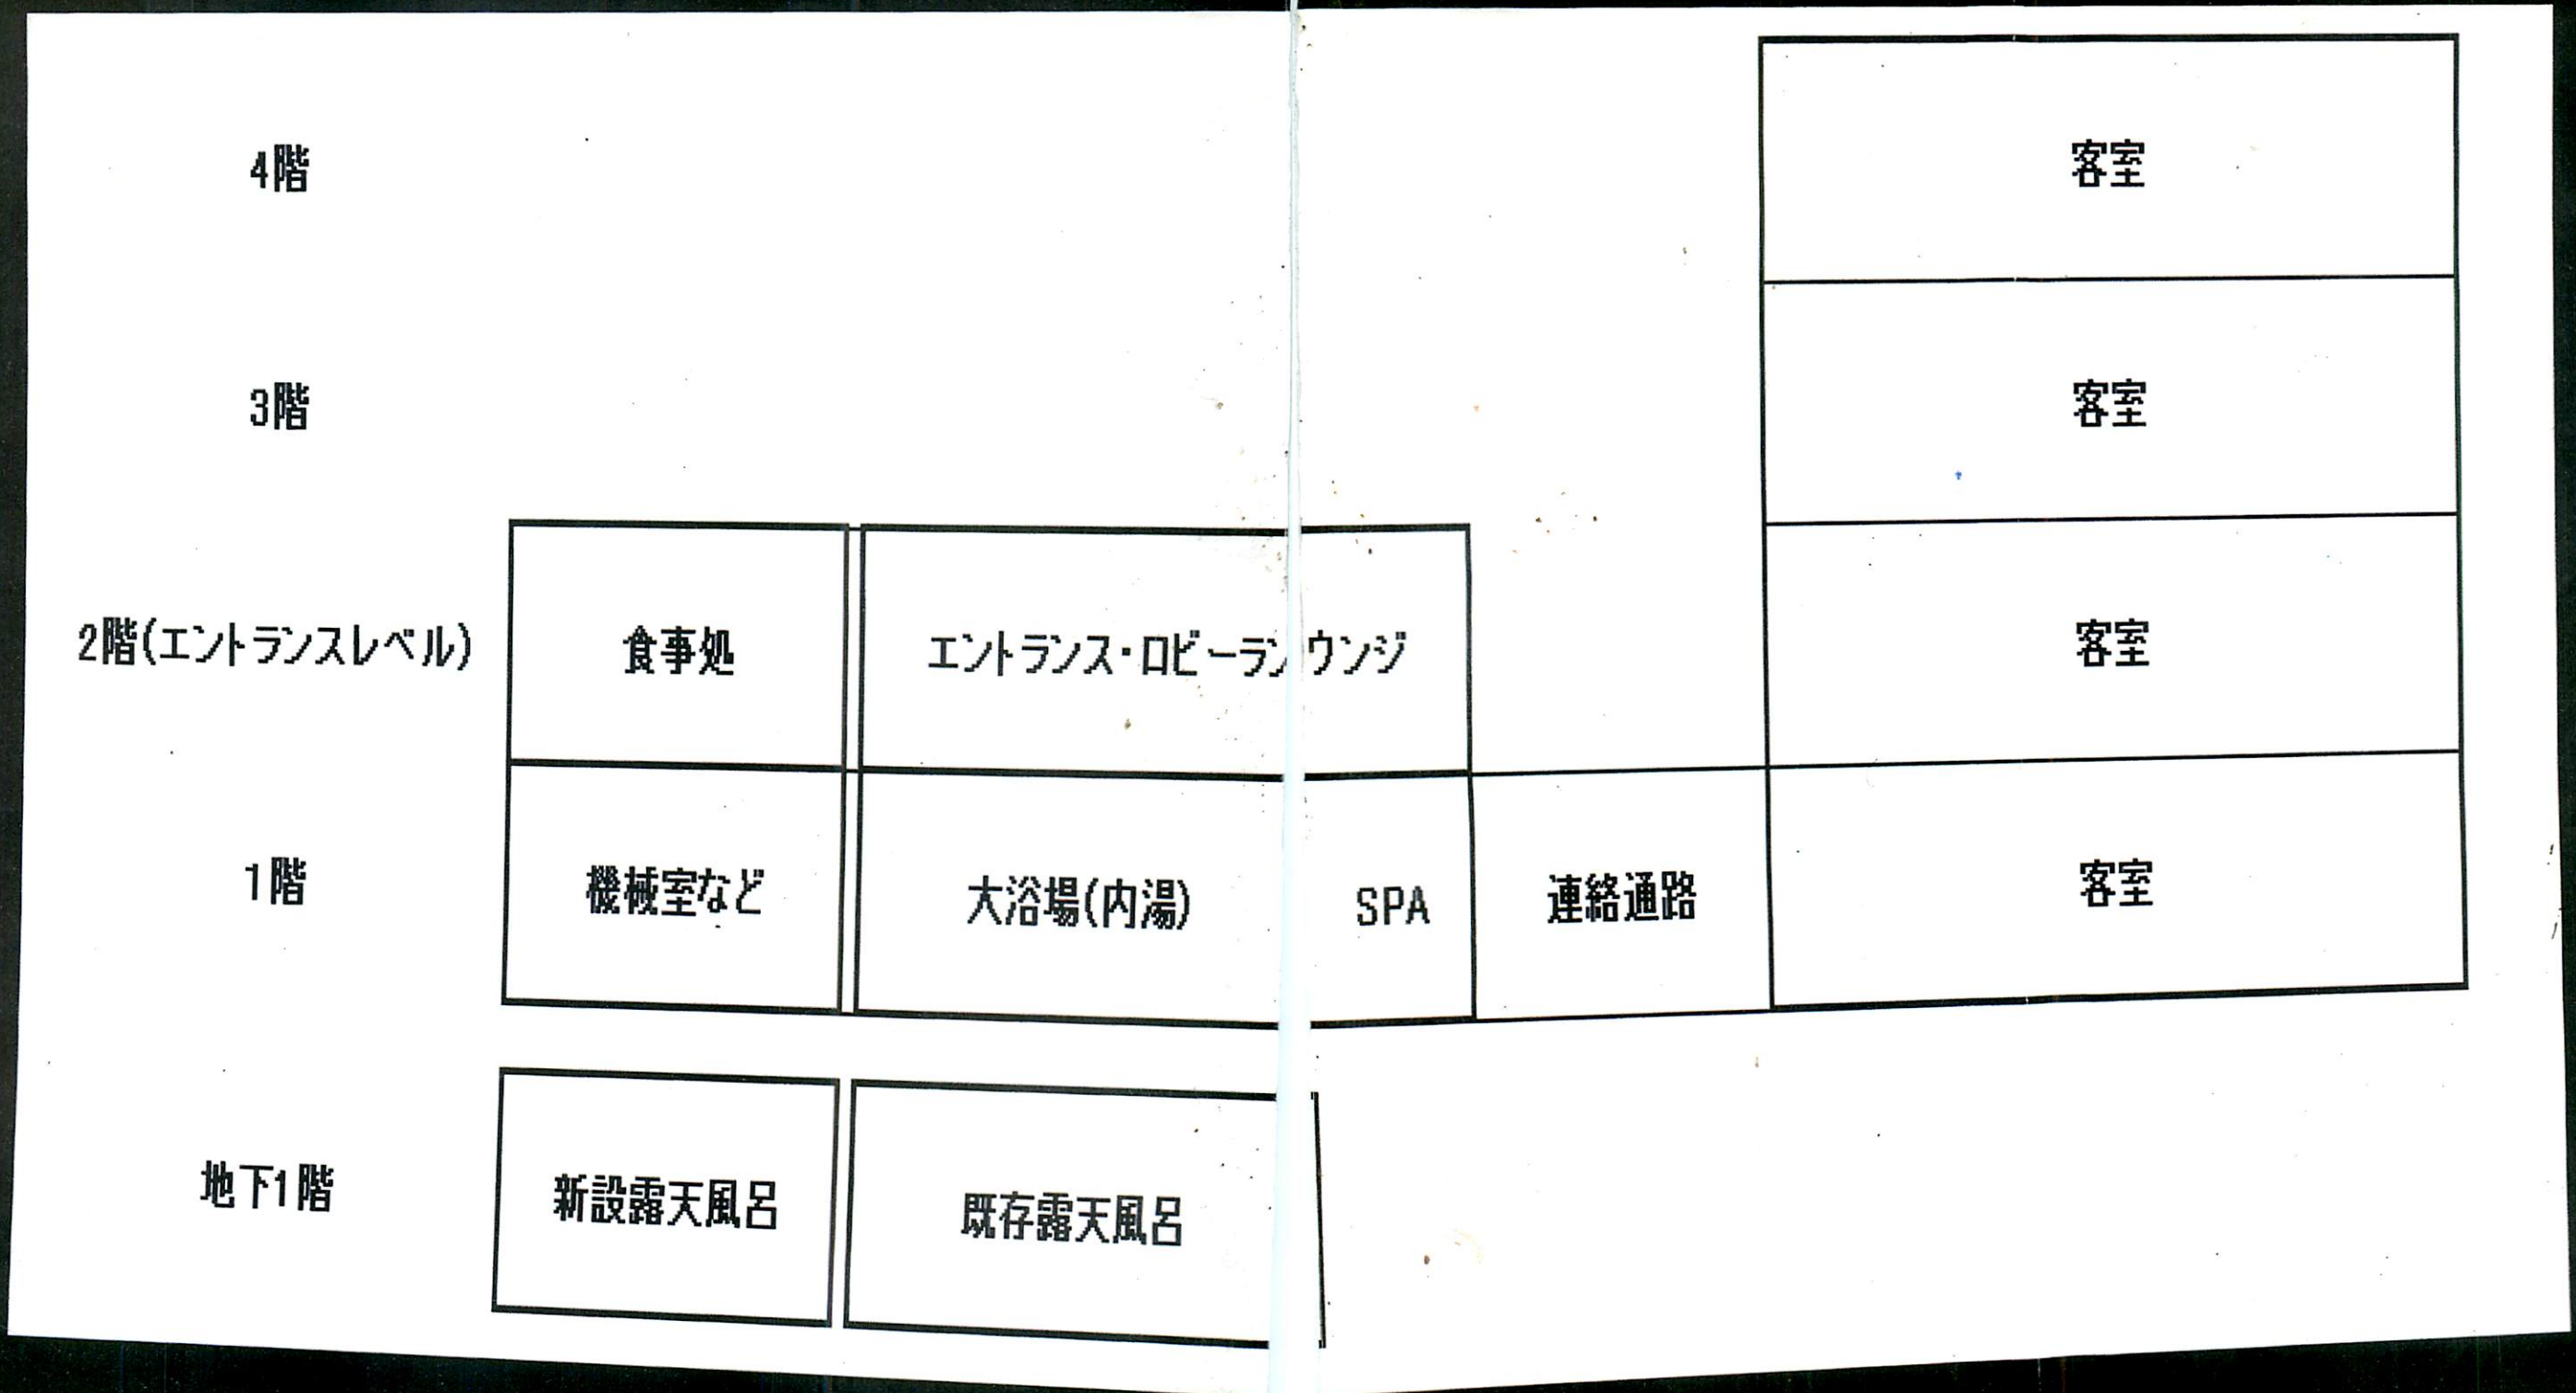 4階
客室
3階
客室
2階(エントランスレベル)
食事処
エントランス・ロビーランウンジ
客室
1階
機械室など
大浴場(内湯)
SPA
連絡通路
客室
地下1階
新設露天風呂
既存露天風呂